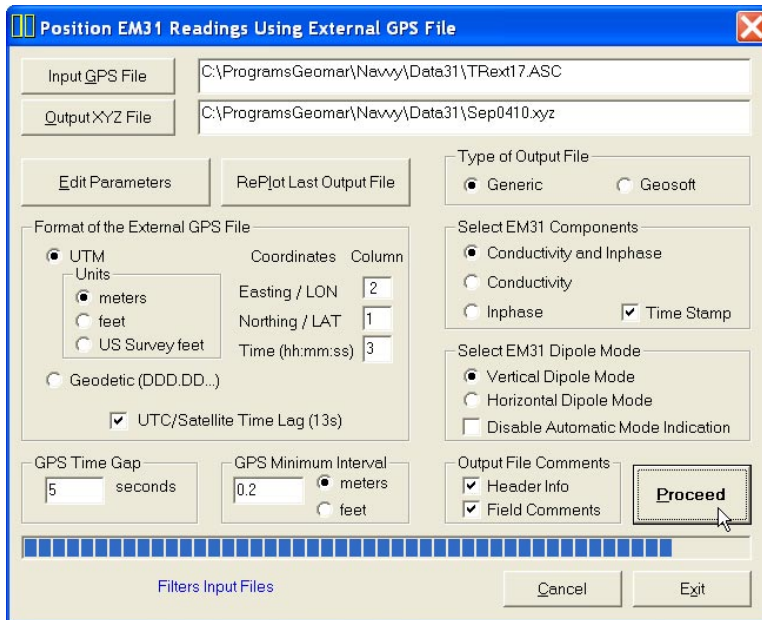 Position EM31 Readings Using External GPS File
Input GPS File
C:\ProgramsGeomar\Navvy\Data31\TRext17.ASC
Output XYZ File
C:\ProgramsGeomar\Navvy\Data31\Sep0410.xyz
Edit Parameters
RePlot Last Output File
Type of Output File
Generic
Geosoft
Format of the External GPS File
UTM
Coordinates Column
Units
meters
feet
US Survey feet
Easting / LON 2
Northing / LAT 1
Time (hh:mm:ss) 3
Geodetic (DDD.DD...)
UTC/Satellite Time Lag (13s)
Select EM31 Components
Conductivity and Inphase
Conductivity
Inphase
Time Stamp
Select EM31 Dipole Mode
Vertical Dipole Mode
Horizontal Dipole Mode
Disable Automatic Mode Indication
GPS Time Gap
5 seconds
GPS Minimum Interval
0.2
meters
feet
Output File Comments
Header Info
Field Comments
Proceed
Filters Input Files
Cancel
Exit